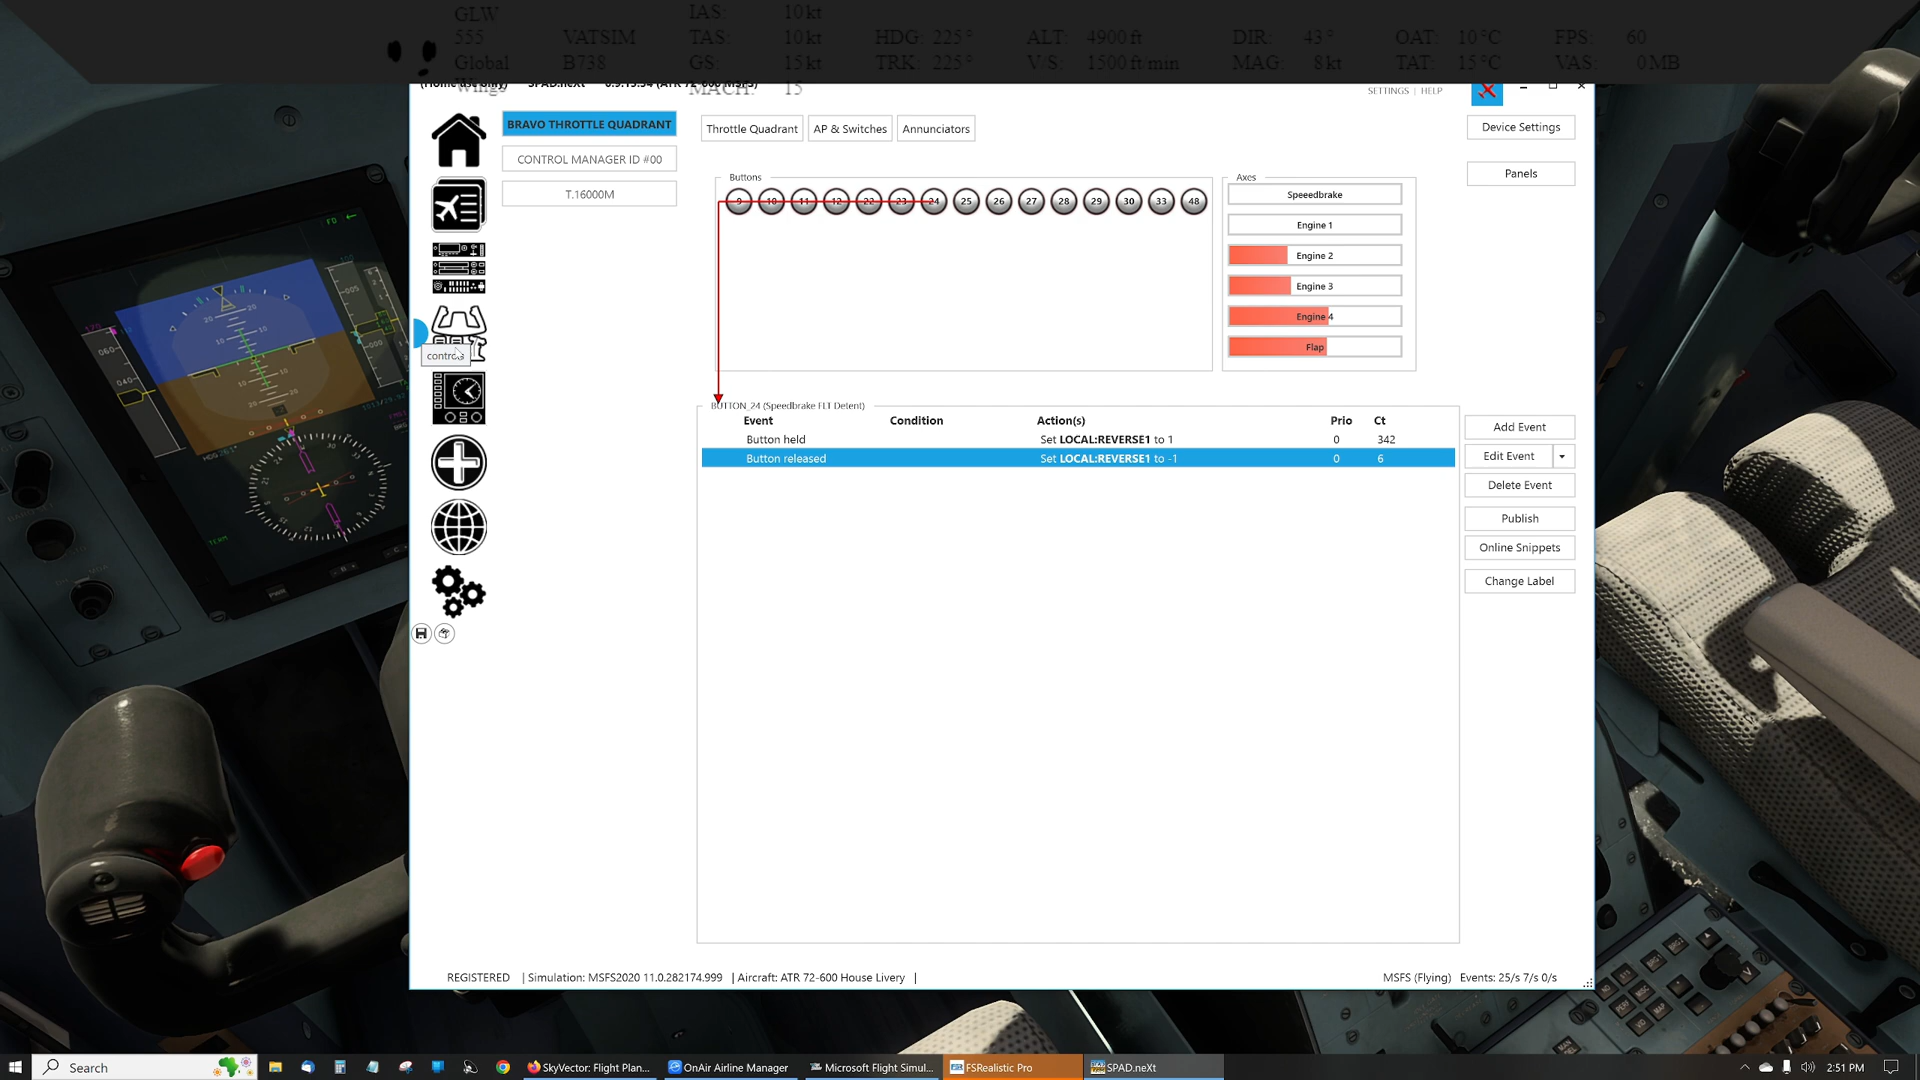 GLW IAS: 10 kt
555 VATSIM TAS: 10 kt HDG: 225° ALT: 4900 ft DIR: 43° OAT: 10 °C FPS: 60
Global B738 GS: 15 kt TRK: 225° V/S: 1500 ft/min MAG: 8 kt TAT: 15 °C VAS: 0 MB
Wings MACH: 15
SPAD.neXt
SETTINGS | HELP
BRAVO THROTTLE QUADRANT
CONTROL MANAGER ID #00
T.16000M
Throttle Quadrant
AP & Switches
Annunciators
Device Settings
Panels
Buttons
9 10 11 12 22 23 24 25 26 27 28 29 30 33 48
Axes
Speeedbrake
Engine 1
Engine 2
Engine 3
Engine 4
Flap
controls
BUTTON_24 (Speedbrake FLT Detent)
Event Condition Action(s) Prio Ct
Button held Set LOCAL:REVERSE1 to 1 0 342
Button released Set LOCAL:REVERSE1 to -1 0 6
Add Event
Edit Event
Delete Event
Publish
Online Snippets
Change Label
REGISTERED | Simulation: MSFS2020 11.0.282174.999 | Aircraft: ATR 72-600 House Livery |
MSFS (Flying) Events: 25/s 7/s 0/s
Search
SkyVector: Flight Plan...
OnAir Airline Manager
Microsoft Flight Simul...
FSRealistic Pro
SPAD.neXt
2:51 PM